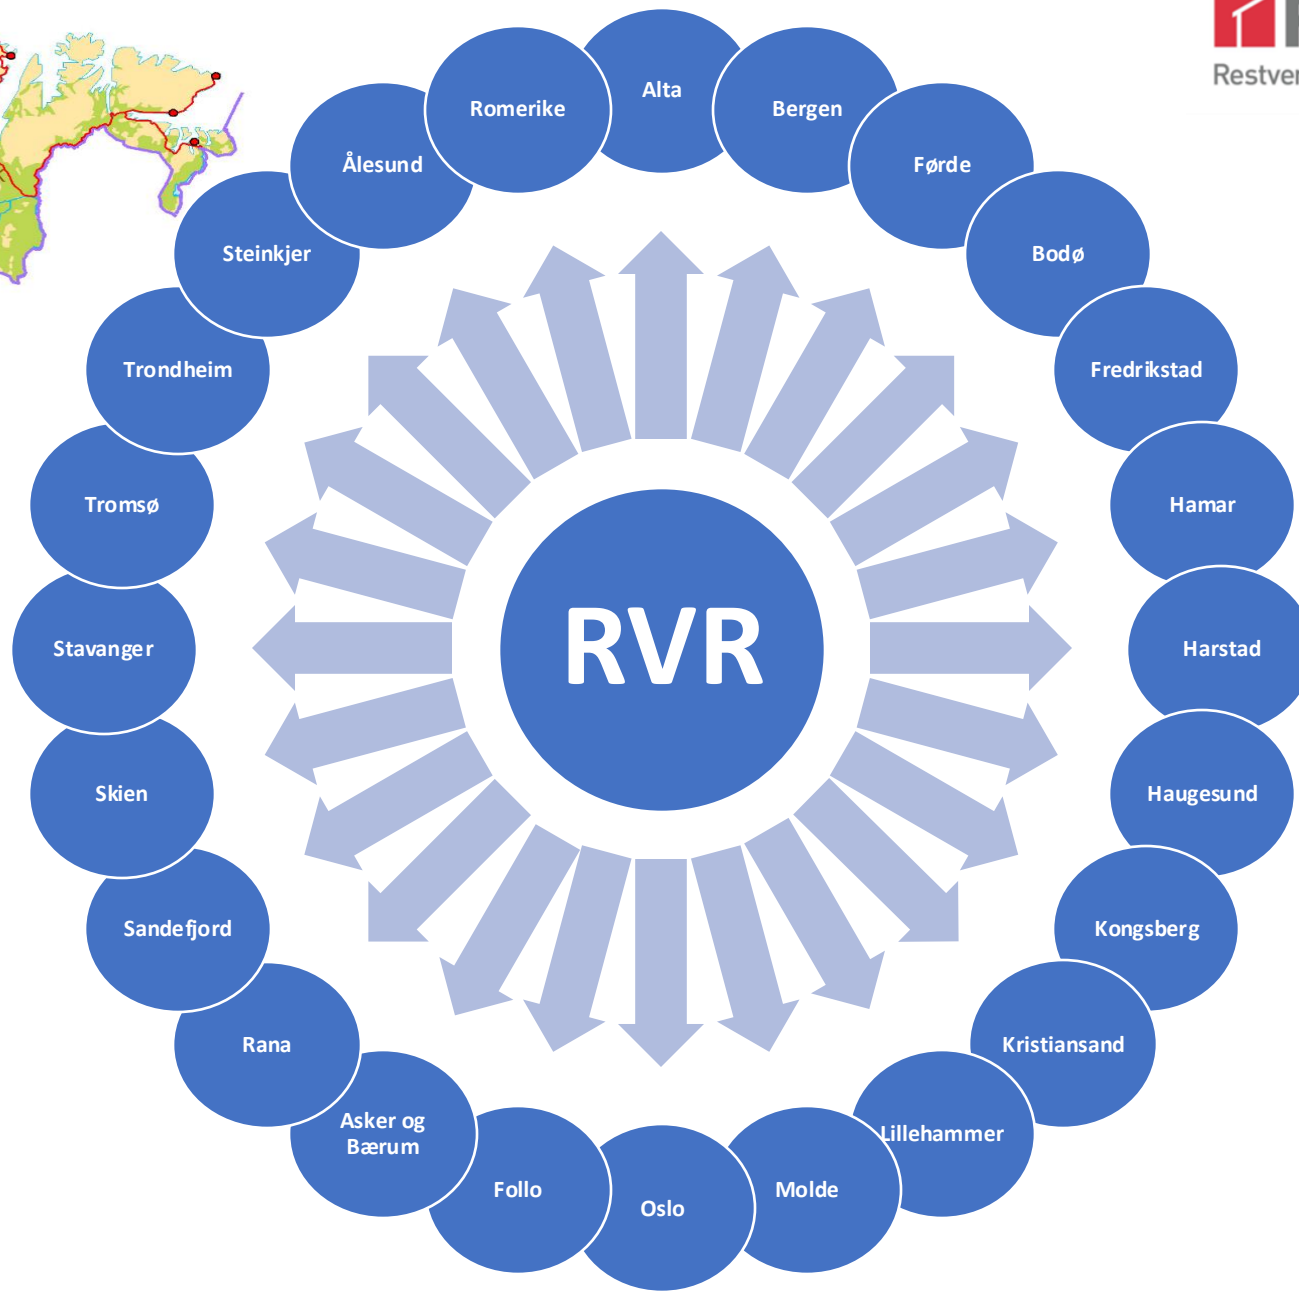 Alta
Bergen
Førde
Bodø
Fredrikstad
Hamar
Harstad
Haugesund
Kongsberg
Kristiansand
Lillehammer
Molde
Oslo
Follo
Asker og
Bærum
Rana
Sandefjord
Skien
Stavanger
Tromsø
Trondheim
Steinkjer
Ålesund
Romerike
RVR